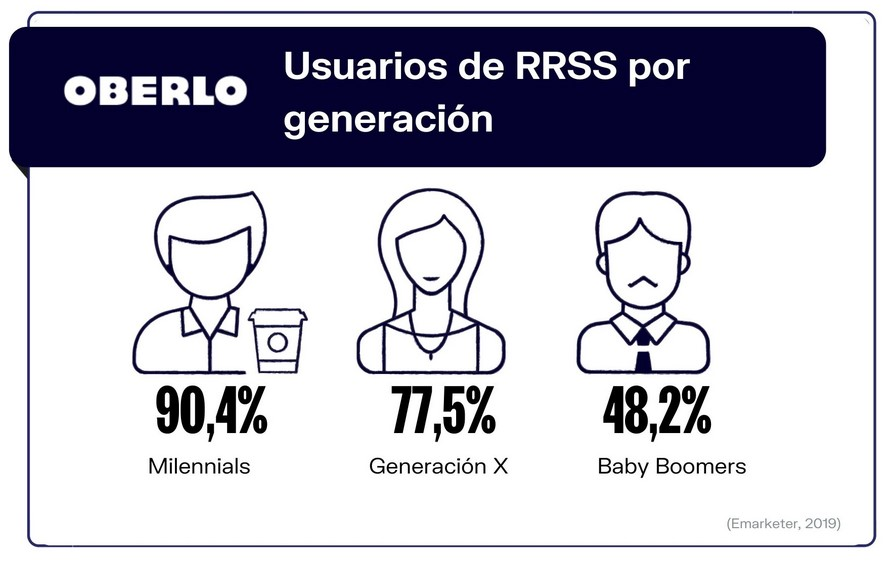 OBERLO
Usuarios de RRSS por
generación
90,4%
77,5%
48,2%
Milennials
Generación X
Baby Boomers
(Emarketer, 2019)